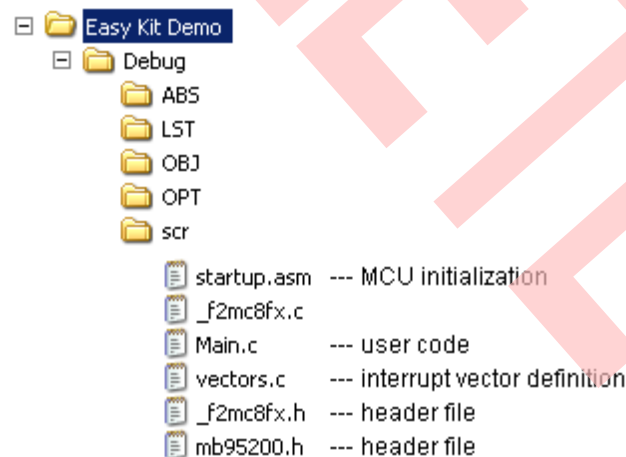 Easy Kit Demo
Debug
ABS
LST
OBJ
OPT
scr
startup.asm --- MCU initialization
_f2mc8fx.c
Main.c --- user code
vectors.c --- interrupt vector definition
_f2mc8fx.h --- header file
mb95200.h --- header file